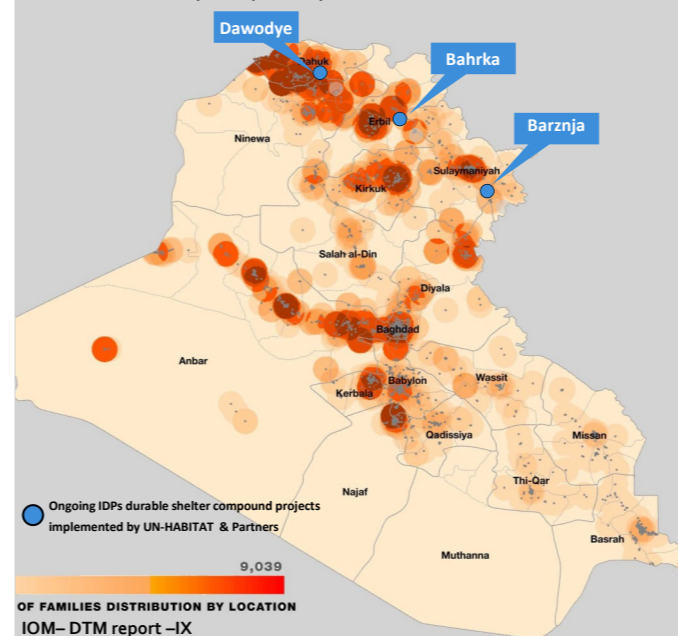 Dawodye
Bahrka
Dahuk
Barznja
Erbil
Ninewa
Sulaymaniyah
Kirkuk
Salah al-Din
Diyala
Baghdad
Anbar
Babylon
Wassit
Kerbala
Qadissiya
Missan
Thi-Qar
Najaf
Ongoing IDPs durable shelter compound projects
implemented by UN-HABITAT & Partners
Basrah
Muthanna
9,039
OF FAMILIES DISTRIBUTION BY LOCATION
IOM– DTM report –IX